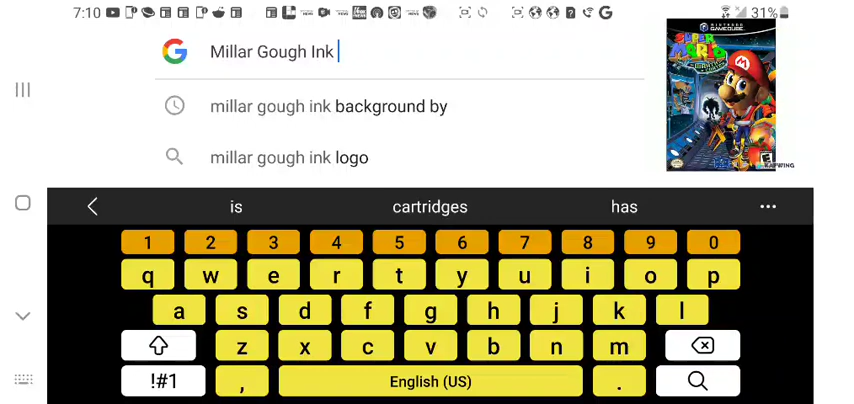 7:10
31%
Millar Gough Ink
millar gough ink background by
millar gough ink logo
NINTENDO GAMECUBE
SUPER MARIO
E
KAPWING
is cartridges has
1 2 3 4 5 6 7 8 9 0
q w e r t y u i o p
a s d f g h j k l
z x c v b n m
!#1 , English (US) .